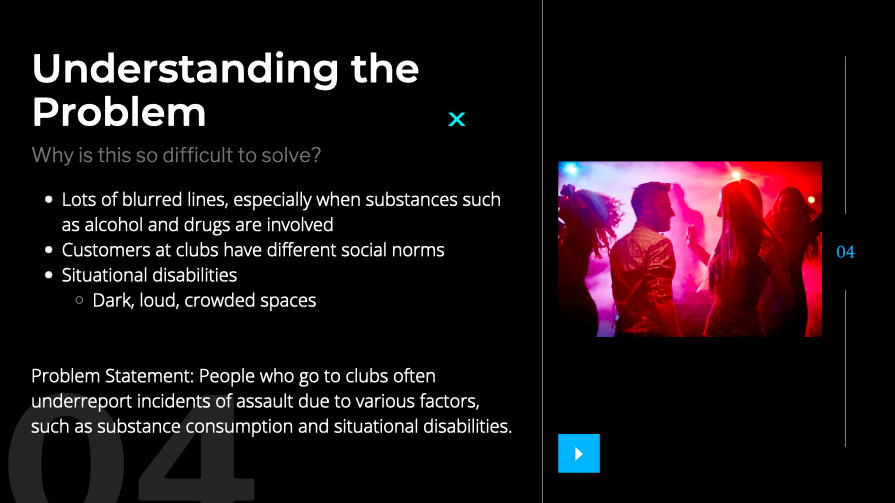 Understanding the
Problem
x
Why is this so difficult to solve?
Lots of blurred lines, especially when substances such
as alcohol and drugs are involved
Customers at clubs have different social norms
Situational disabilities
Dark, loud, crowded spaces
04
Problem Statement: People who go to clubs often
underreport incidents of assault due to various factors,
such as substance consumption and situational disabilities.
04